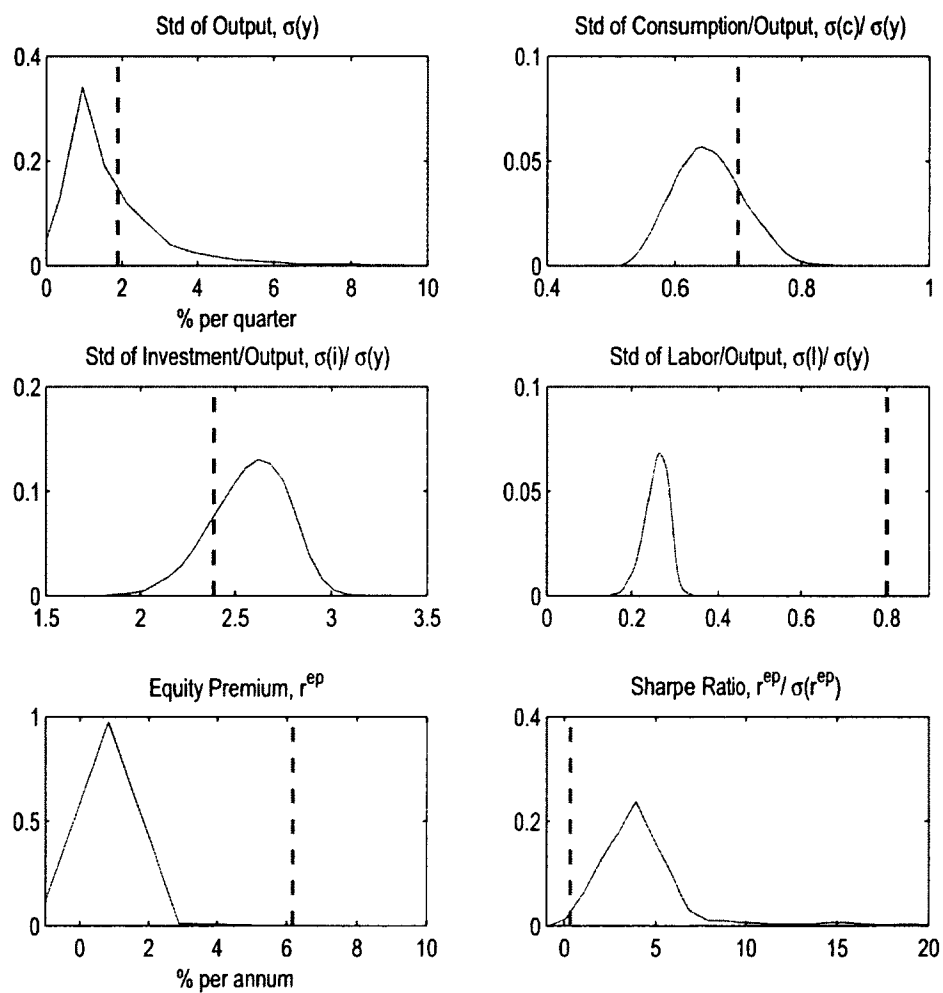 Std of Output, σ(y)
0.4
0.2
0
0 2 4 6 8 10
% per quarter
Std of Consumption/Output, σ(c)/ σ(y)
0.1
0.05
0
0.4 0.6 0.8 1
Std of Investment/Output, σ(i)/ σ(y)
0.2
0.1
0
1.5 2 2.5 3 3.5
Std of Labor/Output, σ(l)/ σ(y)
0.1
0.05
0
0 0.2 0.4 0.6 0.8
Equity Premium, r^ep
1
0.5
0
0 2 4 6 8 10
% per annum
Sharpe Ratio, r^ep/ σ(r^ep)
0.4
0.2
0
0 5 10 15 20